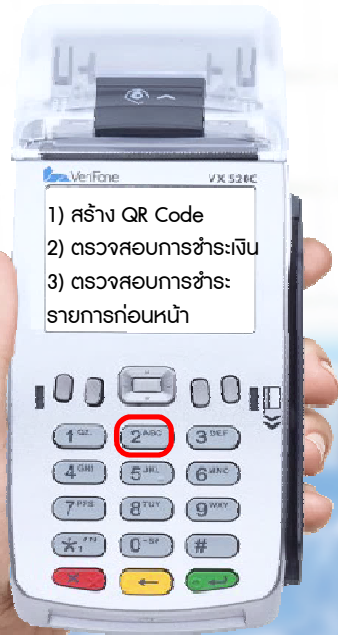 VeriFone
VX 520C
1) สร้าง QR Code
2) ตรวจสอบการชำระเงิน
3) ตรวจสอบการชำระ
รายการก่อนหน้า
1 QZ.
2 ABC
3 DEF
4 GHI
5 JKL
6 MNO
7 PRS
8 TUV
9 WXY
0 -SP
#